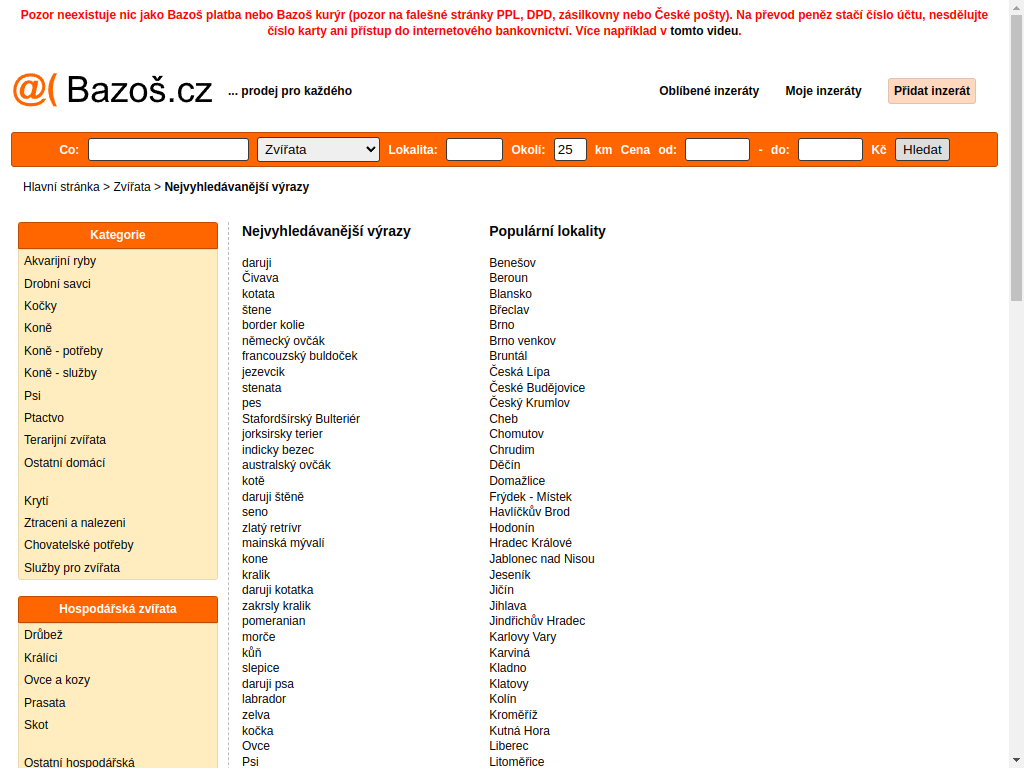 Pozor neexistuje nic jako Bazoš platba nebo Bazoš kurýr (pozor na falešné stránky PPL, DPD, zásilkovny nebo České pošty). Na převod peněz stačí číslo účtu, nesdělujte
číslo karty ani přístup do internetového bankovnictví. Více například v tomto videu.
@( Bazoš.cz ... prodej pro každého Oblíbené inzeráty Moje inzeráty Přidat inzerát
Co: Zvířata Lokalita: Okolí: 25 km Cena od: - do: Kč Hledat
Hlavní stránka > Zvířata > Nejvyhledávanější výrazy
Kategorie
Akvarijní ryby
Drobní savci
Kočky
Koně
Koně - potřeby
Koně - služby
Psi
Ptactvo
Terarijní zvířata
Ostatní domácí
Krytí
Ztraceni a nalezeni
Chovatelské potřeby
Služby pro zvířata
Hospodářská zvířata
Drůbež
Králíci
Ovce a kozy
Prasata
Skot
Ostatní hospodářská
Nejvyhledávanější výrazy
daruji
Čivava
kotata
štene
border kolie
německý ovčák
francouzský buldoček
jezevcik
stenata
pes
Stafordšírský Bulteriér
jorksirsky terier
indicky bezec
australský ovčák
kotě
daruji štěně
seno
zlatý retrívr
mainská mývalí
kone
kralik
daruji kotatka
zakrsly kralik
pomeranian
morče
kůň
slepice
daruji psa
labrador
zelva
kočka
Ovce
Psi
Populární lokality
Benešov
Beroun
Blansko
Břeclav
Brno
Brno venkov
Bruntál
Česká Lípa
České Budějovice
Český Krumlov
Cheb
Chomutov
Chrudim
Děčín
Domažlice
Frýdek - Místek
Havlíčkův Brod
Hodonín
Hradec Králové
Jablonec nad Nisou
Jeseník
Jičín
Jihlava
Jindřichův Hradec
Karlovy Vary
Karviná
Kladno
Klatovy
Kolín
Kroměříž
Kutná Hora
Liberec
Litoměřice